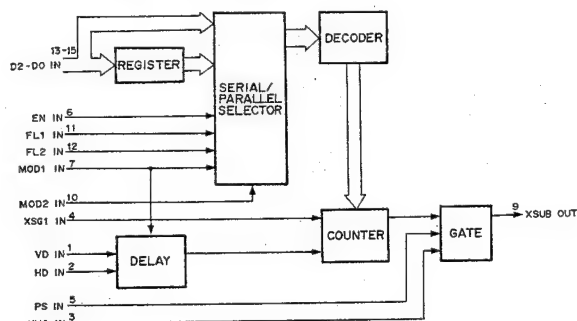 13-15
D2-D0 IN
REGISTER
SERIAL/
PARALLEL
SELECTOR
DECODER
EN IN 6
FL1 IN 11
FL2 IN 12
MOD1 IN 7
MOD2 IN 10
XSG1 IN 4
VD IN 1
HD IN 2
DELAY
COUNTER
GATE
9
XSUB OUT
PS IN 5
IN 3